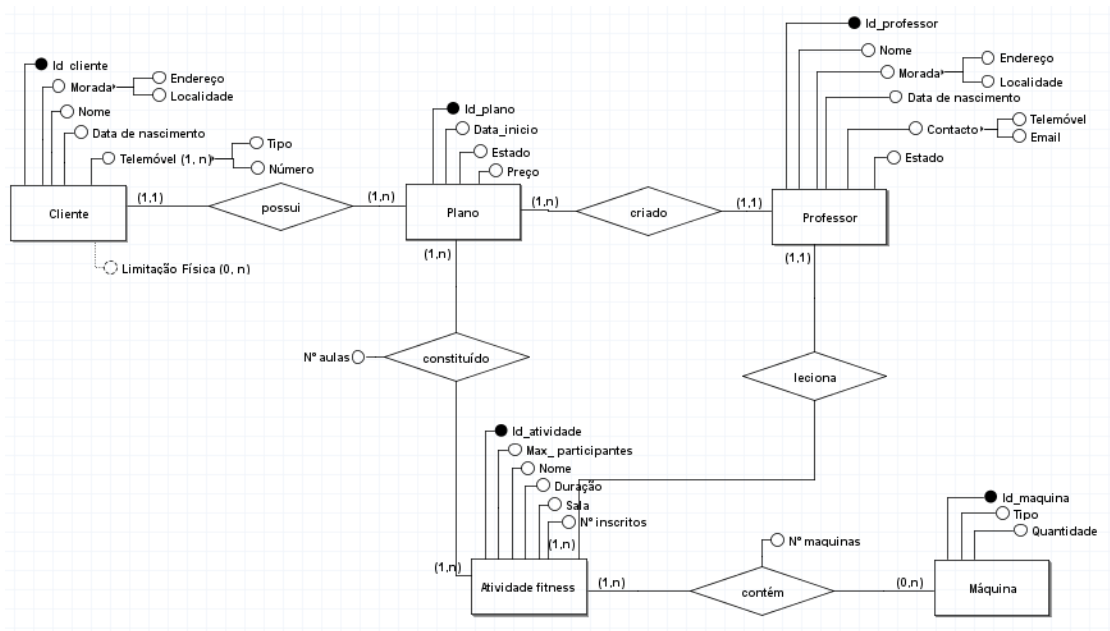 Id_professor
Nome
Morada
Endereço
Localidade
Data de nascimento
Contacto
Telemóvel
Email
Estado
Professor
Id cliente
Morada
Endereço
Localidade
Nome
Data de nascimento
Telemóvel (1, n)
Tipo
Número
Cliente
Limitação Física (0, n)
(1,1)
possui
(1,n)
Id_plano
Data_inicio
Estado
Preço
Plano
(1,n)
criado
(1,1)
(1,n)
(1,1)
Nº aulas
constituído
leciona
Id_atividade
Max_ participantes
Nome
Duração
Sala
Nº inscritos
(1,n)
(1,n)
Atividade fitness
(1,n)
Nº maquinas
contém
(0,n)
Id_maquina
Tipo
Quantidade
Máquina